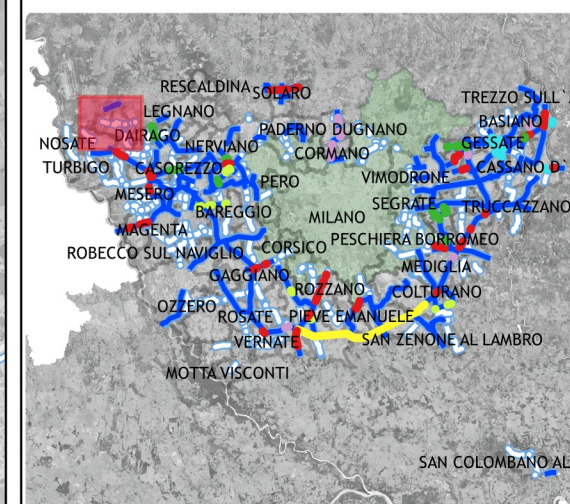 RESCALDINA
SOLARO
TREZZO SULL'
LEGNANO
BASIANO
DAIRAGO
PADERNO DUGNANO
NOSATE
NERVIANO
GESSATE
CORMANO
TURBIGO
CASOREZZO
CASSANO D'
VIMODRONE
PERO
MESERO
SEGRATE
TRUCCAZZANO
BAREGGIO
MILANO
MAGENTA
PESCHIERA BORROMEO
CORSICO
ROBECCO SUL NAVIGLIO
MEDIGLIA
GAGGIANO
ROZZANO
COLTURANO
OZZERO
ROSATE
PIEVE EMANUELE
VERNATE
SAN ZENONE AL LAMBRO
MOTTA VISCONTI
SAN COLOMBANO AL